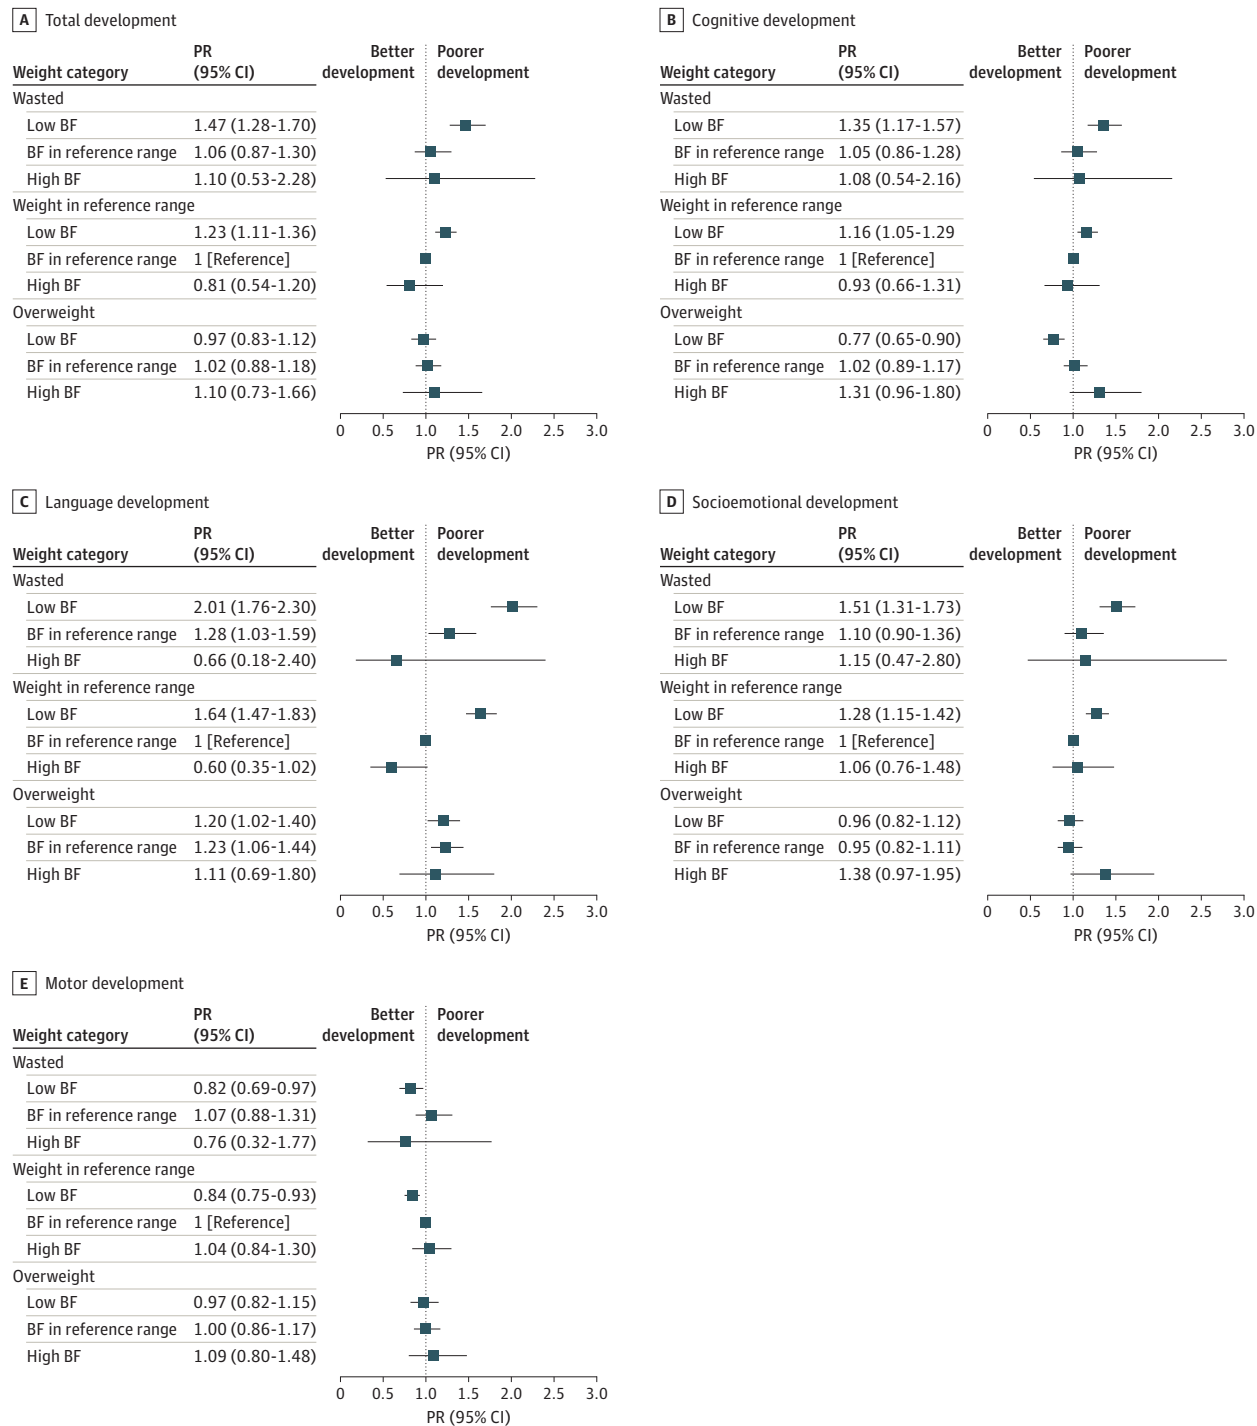 A Total development
Weight category PR (95% CI) Better development Poorer development
Wasted
Low BF 1.47 (1.28-1.70)
BF in reference range 1.06 (0.87-1.30)
High BF 1.10 (0.53-2.28)
Weight in reference range
Low BF 1.23 (1.11-1.36)
BF in reference range 1 [Reference]
High BF 0.81 (0.54-1.20)
Overweight
Low BF 0.97 (0.83-1.12)
BF in reference range 1.02 (0.88-1.18)
High BF 1.10 (0.73-1.66)
0 0.5 1.0 1.5 2.0 2.5 3.0
PR (95% CI)
B Cognitive development
Weight category PR (95% CI) Better development Poorer development
Wasted
Low BF 1.35 (1.17-1.57)
BF in reference range 1.05 (0.86-1.28)
High BF 1.08 (0.54-2.16)
Weight in reference range
Low BF 1.16 (1.05-1.29
BF in reference range 1 [Reference]
High BF 0.93 (0.66-1.31)
Overweight
Low BF 0.77 (0.65-0.90)
BF in reference range 1.02 (0.89-1.17)
High BF 1.31 (0.96-1.80)
0 0.5 1.0 1.5 2.0 2.5 3.0
PR (95% CI)
C Language development
Weight category PR (95% CI) Better development Poorer development
Wasted
Low BF 2.01 (1.76-2.30)
BF in reference range 1.28 (1.03-1.59)
High BF 0.66 (0.18-2.40)
Weight in reference range
Low BF 1.64 (1.47-1.83)
BF in reference range 1 [Reference]
High BF 0.60 (0.35-1.02)
Overweight
Low BF 1.20 (1.02-1.40)
BF in reference range 1.23 (1.06-1.44)
High BF 1.11 (0.69-1.80)
0 0.5 1.0 1.5 2.0 2.5 3.0
PR (95% CI)
D Socioemotional development
Weight category PR (95% CI) Better development Poorer development
Wasted
Low BF 1.51 (1.31-1.73)
BF in reference range 1.10 (0.90-1.36)
High BF 1.15 (0.47-2.80)
Weight in reference range
Low BF 1.28 (1.15-1.42)
BF in reference range 1 [Reference]
High BF 1.06 (0.76-1.48)
Overweight
Low BF 0.96 (0.82-1.12)
BF in reference range 0.95 (0.82-1.11)
High BF 1.38 (0.97-1.95)
0 0.5 1.0 1.5 2.0 2.5 3.0
PR (95% CI)
E Motor development
Weight category PR (95% CI) Better development Poorer development
Wasted
Low BF 0.82 (0.69-0.97)
BF in reference range 1.07 (0.88-1.31)
High BF 0.76 (0.32-1.77)
Weight in reference range
Low BF 0.84 (0.75-0.93)
BF in reference range 1 [Reference]
High BF 1.04 (0.84-1.30)
Overweight
Low BF 0.97 (0.82-1.15)
BF in reference range 1.00 (0.86-1.17)
High BF 1.09 (0.80-1.48)
0 0.5 1.0 1.5 2.0 2.5 3.0
PR (95% CI)